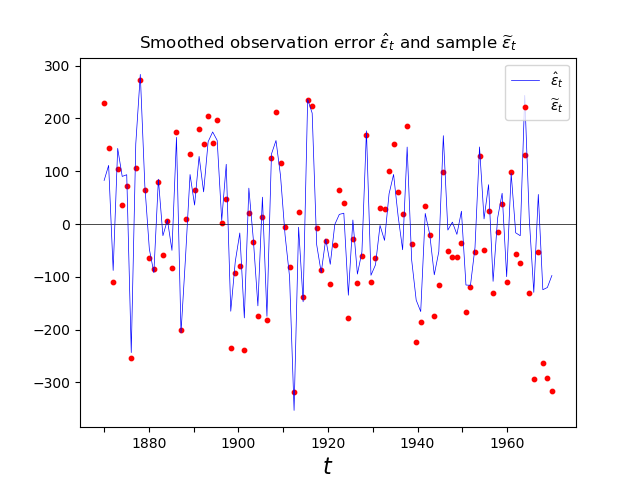 Smoothed observation error ε̂ₜ and sample ε̃ₜ
300
200
100
0
−100
−200
−300
ε̂ₜ
ε̃ₜ
1880 1900 1920 1940 1960
t